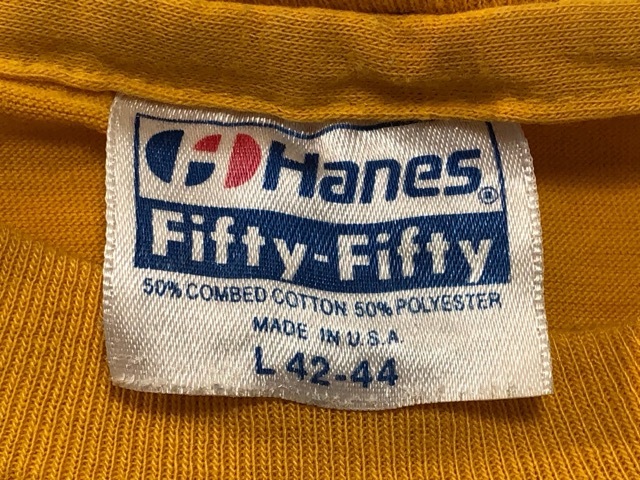 Hanes®
Fifty-Fifty
50% COMBED COTTON 50% POLYESTER
MADE IN U.S.A.
L 42-44